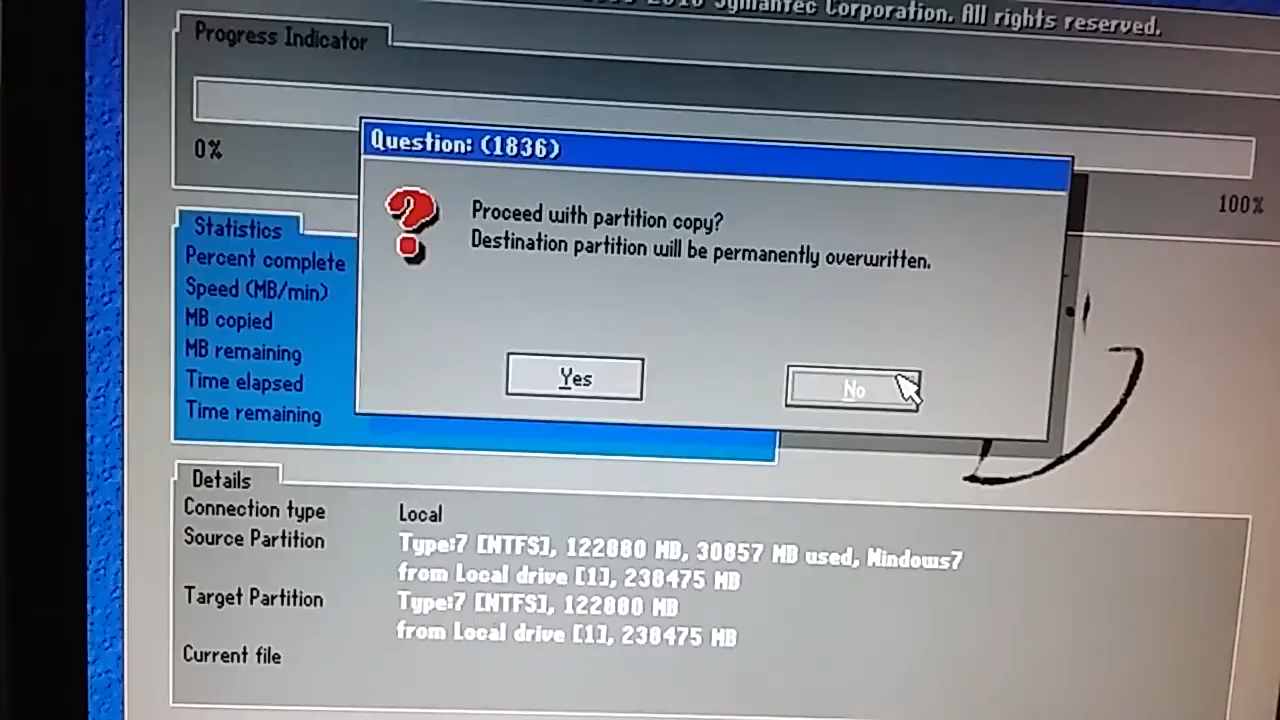 Symantec Corporation. All rights reserved.
Progress Indicator
0%
100%
Question: (1836)
Proceed with partition copy?
Destination partition will be permanently overwritten.
Yes
No
Statistics
Percent complete
Speed (MB/min)
MB copied
MB remaining
Time elapsed
Time remaining
Details
Connection type Local
Source Partition Type:7 [NTFS], 122880 MB, 30857 MB used, Windows7
from Local drive [1], 238475 MB
Target Partition Type:7 [NTFS], 122880 MB
from Local drive [1], 238475 MB
Current file